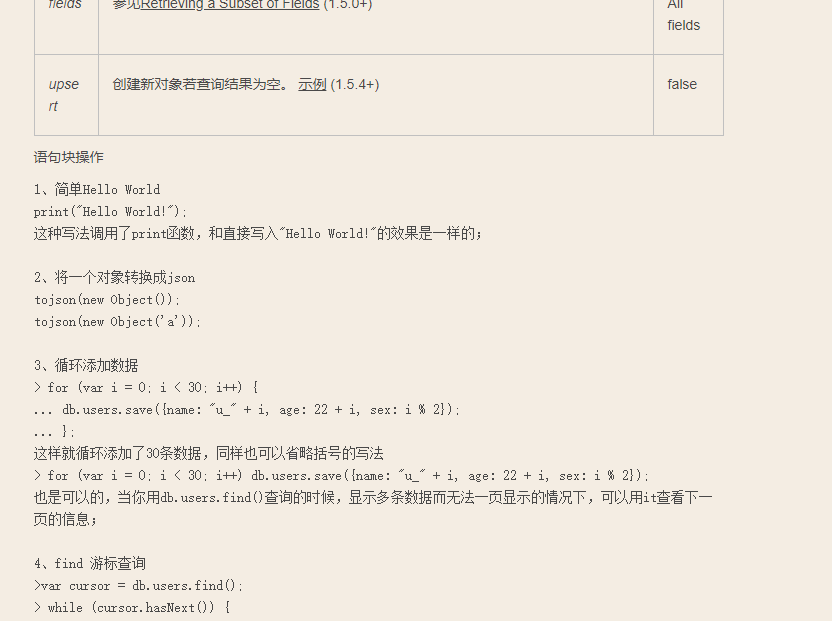 fields
参见Retrieving a Subset of Fields (1.5.0+)
All
fields
upse
rt
创建新对象若查询结果为空。 示例 (1.5.4+)
false
语句块操作
1、简单Hello World
print("Hello World!");
这种写法调用了print函数，和直接写入"Hello World!"的效果是一样的；
2、将一个对象转换成json
tojson(new Object());
tojson(new Object('a'));
3、循环添加数据
> for (var i = 0; i < 30; i++) {
... db.users.save({name: "u_" + i, age: 22 + i, sex: i % 2});
... };
这样就循环添加了30条数据，同样也可以省略括号的写法
> for (var i = 0; i < 30; i++) db.users.save({name: "u_" + i, age: 22 + i, sex: i % 2});
也是可以的，当你用db.users.find()查询的时候，显示多条数据而无法一页显示的情况下，可以用it查看下一
页的信息；
4、find 游标查询
>var cursor = db.users.find();
> while (cursor.hasNext()) {